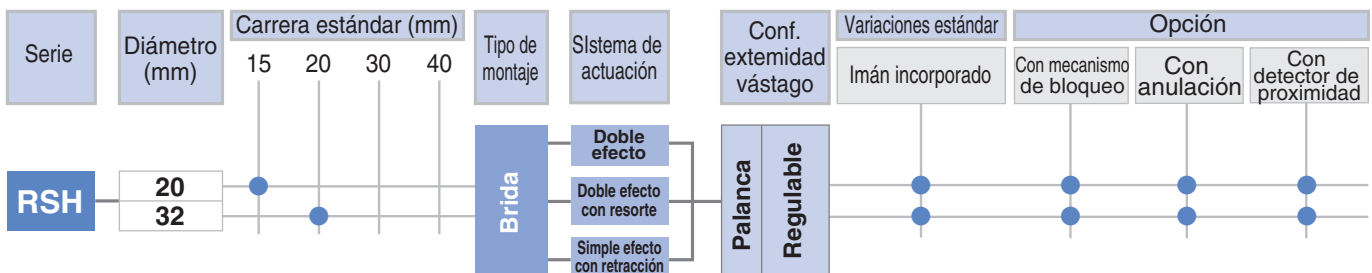 Serie
Diámetro
(mm)
Carrera estándar (mm)
15 20 30 40
Tipo de
montaje
SIstema de
actuación
Conf.
extemidad
vástago
Variaciones estándar
Imán incorporado
Opción
Con mecanismo
de bloqueo
Con
anulación
Con
detector de
proximidad
RSH
20
32
Brida
Doble
efecto
Doble efecto
con resorte
Simple efecto
con retracción
Palanca
Regulable